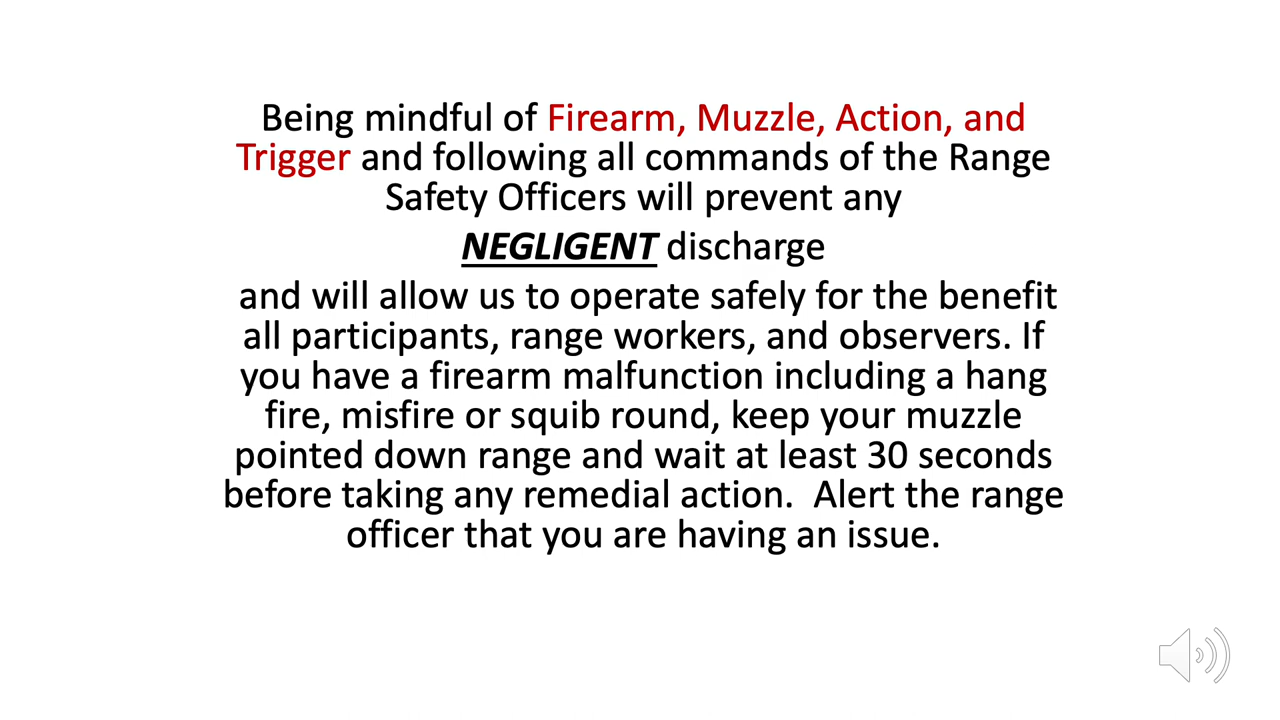 Being mindful of Firearm, Muzzle, Action, and
Trigger and following all commands of the Range
Safety Officers will prevent any
NEGLIGENT discharge
and will allow us to operate safely for the benefit
all participants, range workers, and observers. If
you have a firearm malfunction including a hang
fire, misfire or squib round, keep your muzzle
pointed down range and wait at least 30 seconds
before taking any remedial action.  Alert the range
officer that you are having an issue.